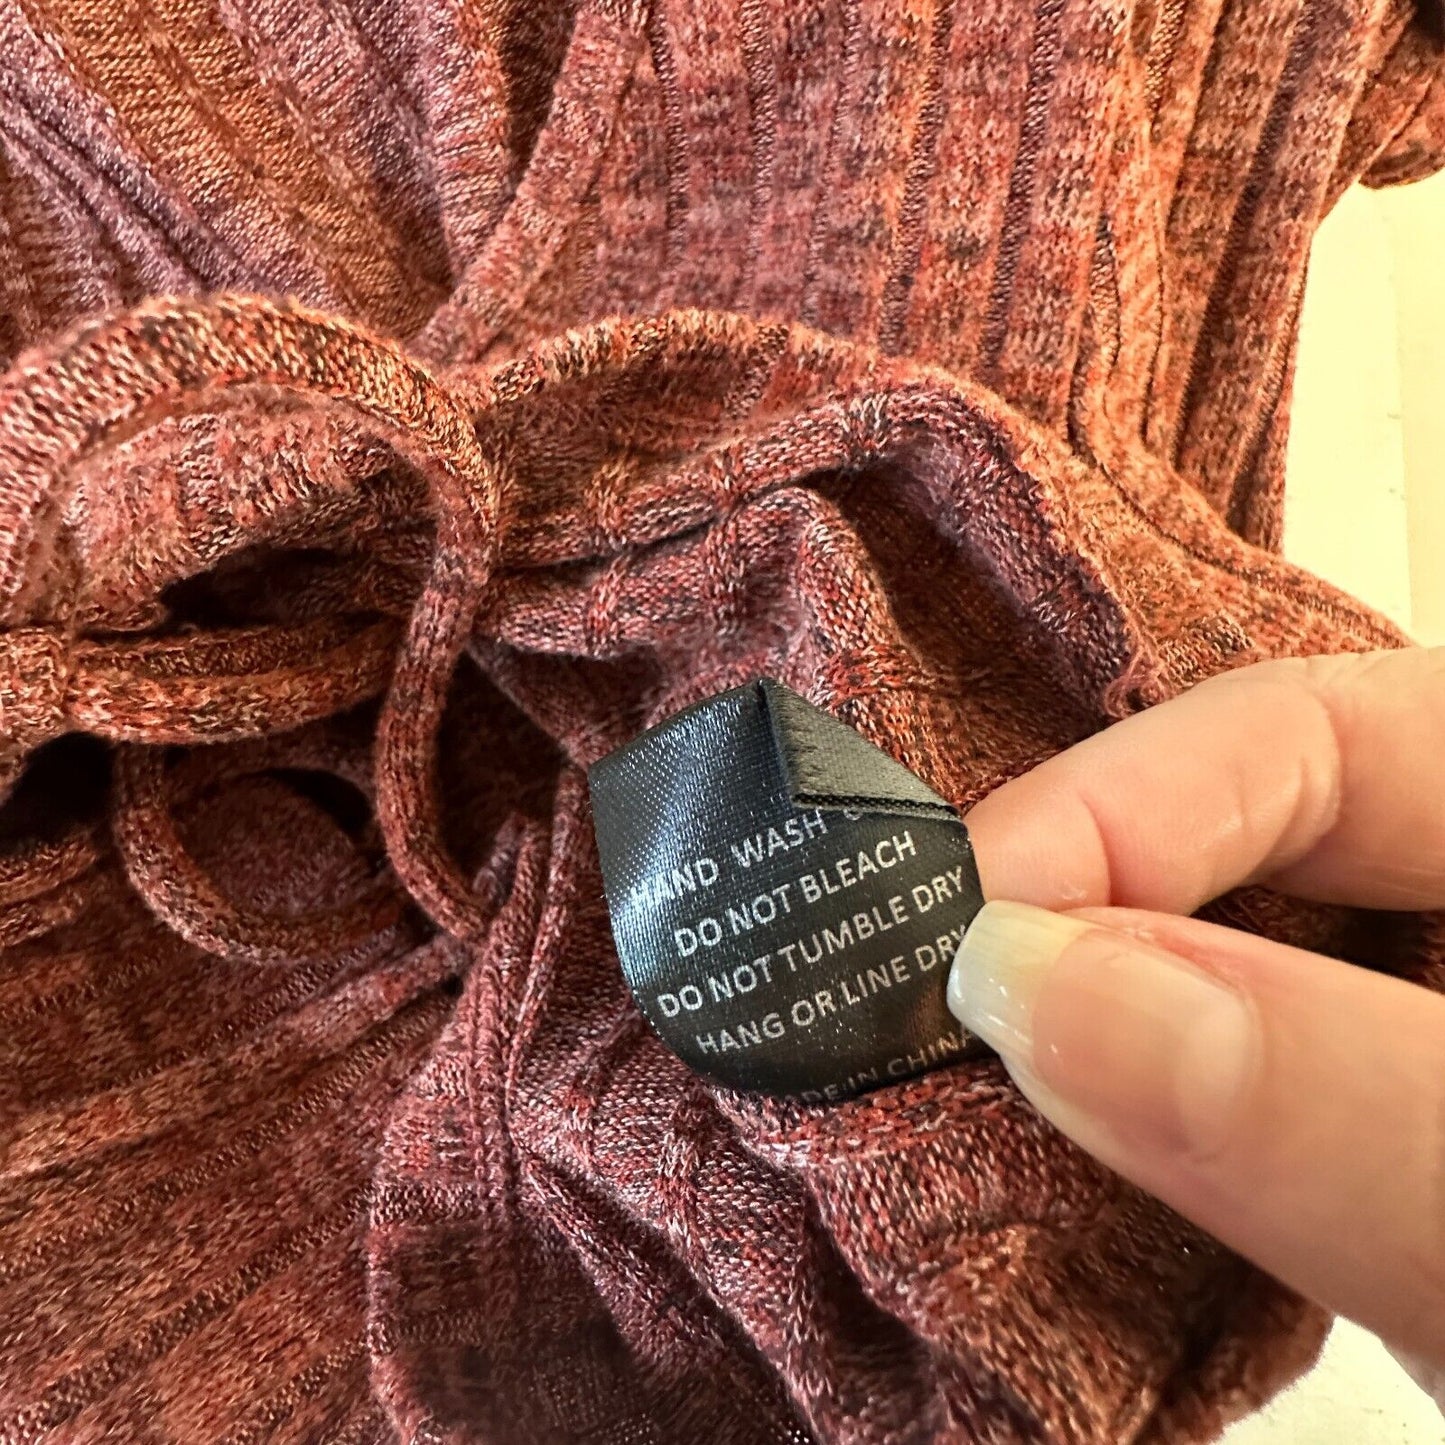 HAND WASH
DO NOT BLEACH
DO NOT TUMBLE DRY
HANG OR LINE DRY
IN CHINA